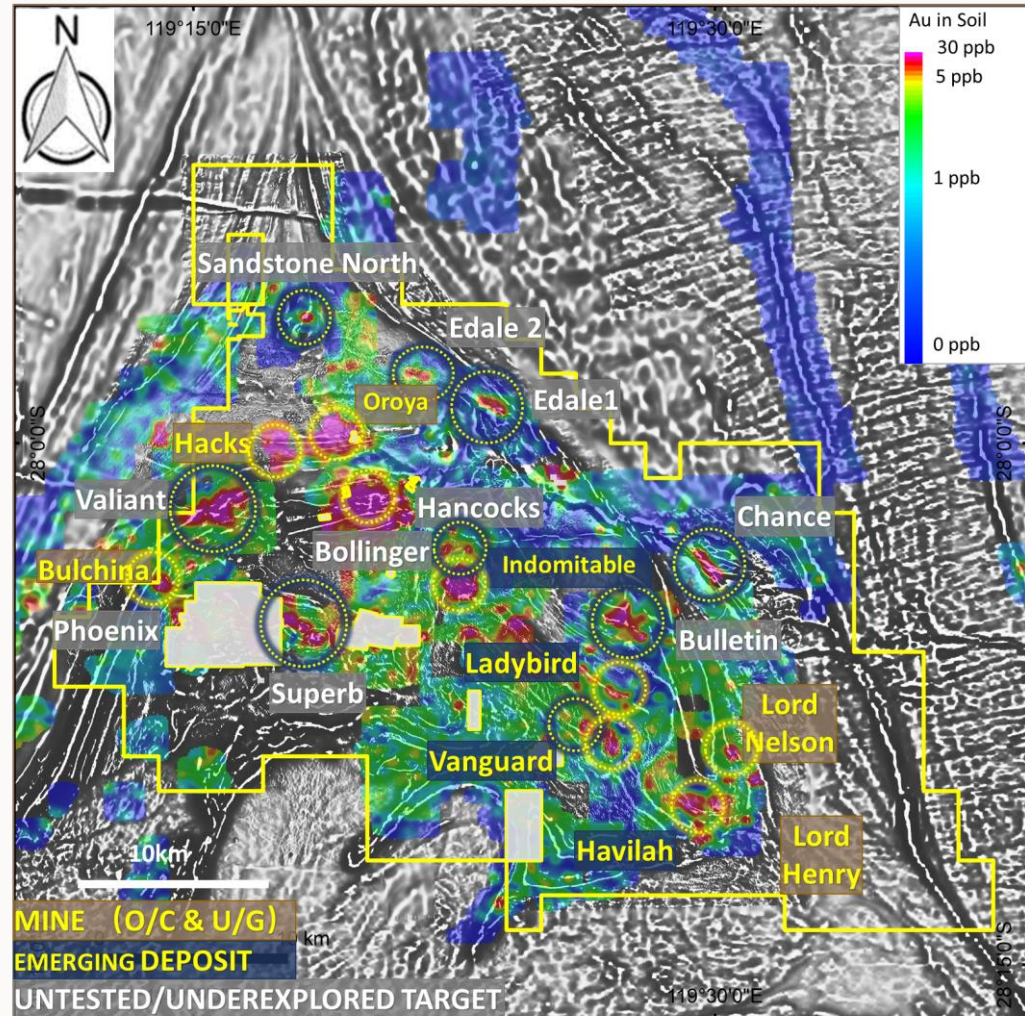 119°15'0"E
119°30'0"E
N
Au in Soil
30 ppb
5 ppb
1 ppb
0 ppb
Sandstone North
Edale 2
Oroya
Edale1
Hacks
28°0'0"S
28°0'0"S
Valiant
Hancocks
Chance
Bollinger
Indomitable
Bulchina
Phoenix
Bulletin
Ladybird
Superb
Lord
Nelson
Vanguard
Havilah
Lord
Henry
10km
MINE (O/C & U/G)
km
EMERGING DEPOSIT
UNTESTED/UNDEREXPLORED TARGET
119°30'0"E
28°15'0"S